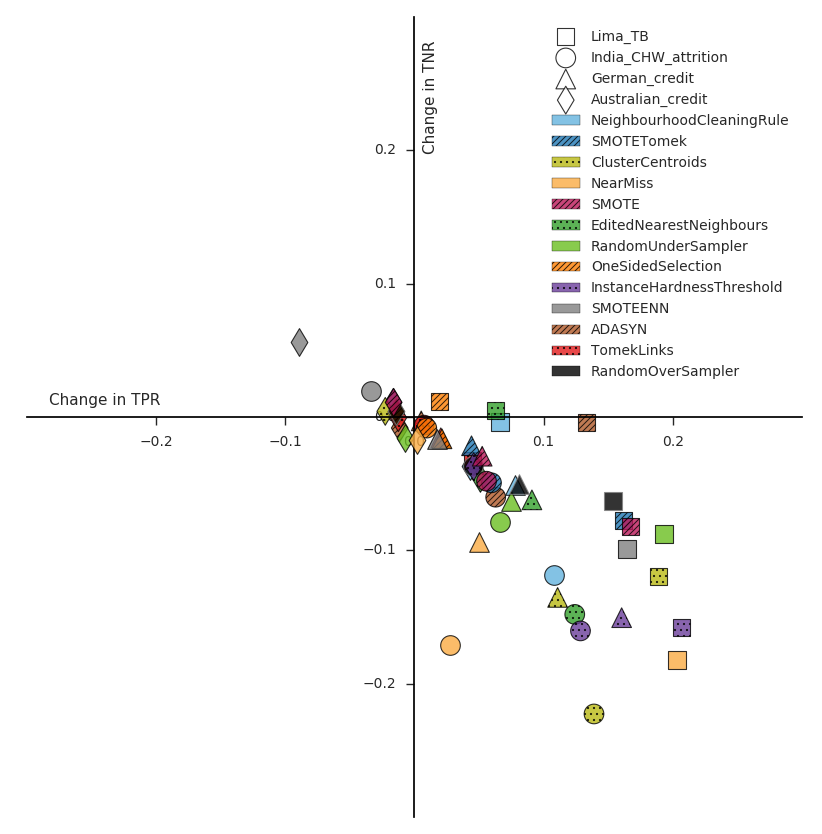 Change in TNR
Lima_TB
India_CHW_attrition
German_credit
Australian_credit
NeighbourhoodCleaningRule
SMOTETomek
ClusterCentroids
NearMiss
SMOTE
EditedNearestNeighbours
RandomUnderSampler
OneSidedSelection
InstanceHardnessThreshold
SMOTEENN
ADASYN
TomekLinks
RandomOverSampler
0.2
0.1
Change in TPR
−0.2
−0.1
0.1
0.2
−0.1
−0.2